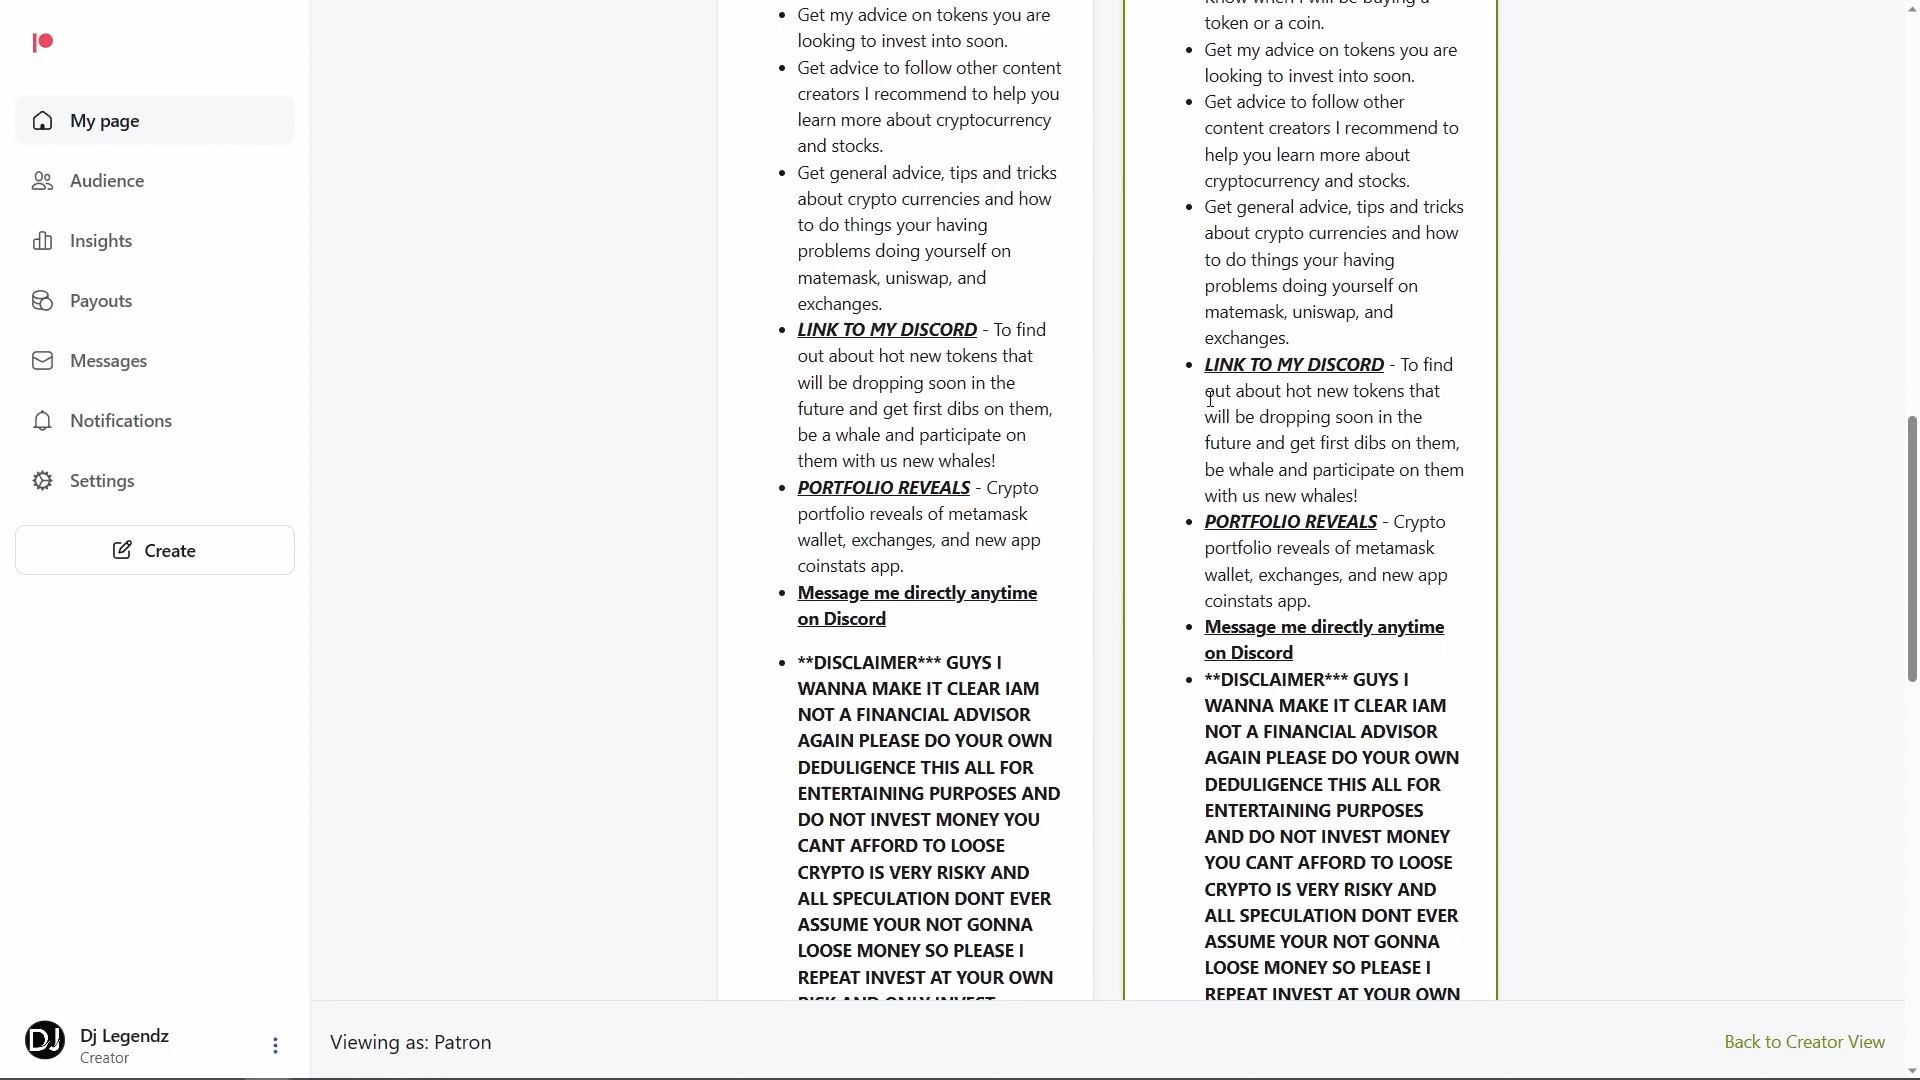 My page
Audience
Insights
Payouts
Messages
Notifications
Settings
Create
DJ
Dj Legendz
Creator
Get my advice on tokens you are
looking to invest into soon.
Get advice to follow other content
creators I recommend to help you
learn more about cryptocurrency
and stocks.
Get general advice, tips and tricks
about crypto currencies and how
to do things your having
problems doing yourself on
matemask, uniswap, and
exchanges.
LINK TO MY DISCORD - To find
out about hot new tokens that
will be dropping soon in the
future and get first dibs on them,
be a whale and participate on
them with us new whales!
PORTFOLIO REVEALS - Crypto
portfolio reveals of metamask
wallet, exchanges, and new app
coinstats app.
Message me directly anytime
on Discord
**DISCLAIMER*** GUYS I
WANNA MAKE IT CLEAR IAM
NOT A FINANCIAL ADVISOR
AGAIN PLEASE DO YOUR OWN
DEDULIGENCE THIS ALL FOR
ENTERTAINING PURPOSES AND
DO NOT INVEST MONEY YOU
CANT AFFORD TO LOOSE
CRYPTO IS VERY RISKY AND
ALL SPECULATION DONT EVER
ASSUME YOUR NOT GONNA
LOOSE MONEY SO PLEASE I
REPEAT INVEST AT YOUR OWN
RISK AND ONLY INVEST
know when I will be buying a
token or a coin.
Get my advice on tokens you are
looking to invest into soon.
Get advice to follow other
content creators I recommend to
help you learn more about
cryptocurrency and stocks.
Get general advice, tips and tricks
about crypto currencies and how
to do things your having
problems doing yourself on
matemask, uniswap, and
exchanges.
LINK TO MY DISCORD - To find
out about hot new tokens that
will be dropping soon in the
future and get first dibs on them,
be whale and participate on them
with us new whales!
PORTFOLIO REVEALS - Crypto
portfolio reveals of metamask
wallet, exchanges, and new app
coinstats app.
Message me directly anytime
on Discord
**DISCLAIMER*** GUYS I
WANNA MAKE IT CLEAR IAM
NOT A FINANCIAL ADVISOR
AGAIN PLEASE DO YOUR OWN
DEDULIGENCE THIS ALL FOR
ENTERTAINING PURPOSES
AND DO NOT INVEST MONEY
YOU CANT AFFORD TO LOOSE
CRYPTO IS VERY RISKY AND
ALL SPECULATION DONT EVER
ASSUME YOUR NOT GONNA
LOOSE MONEY SO PLEASE I
REPEAT INVEST AT YOUR OWN
Viewing as: Patron
Back to Creator View